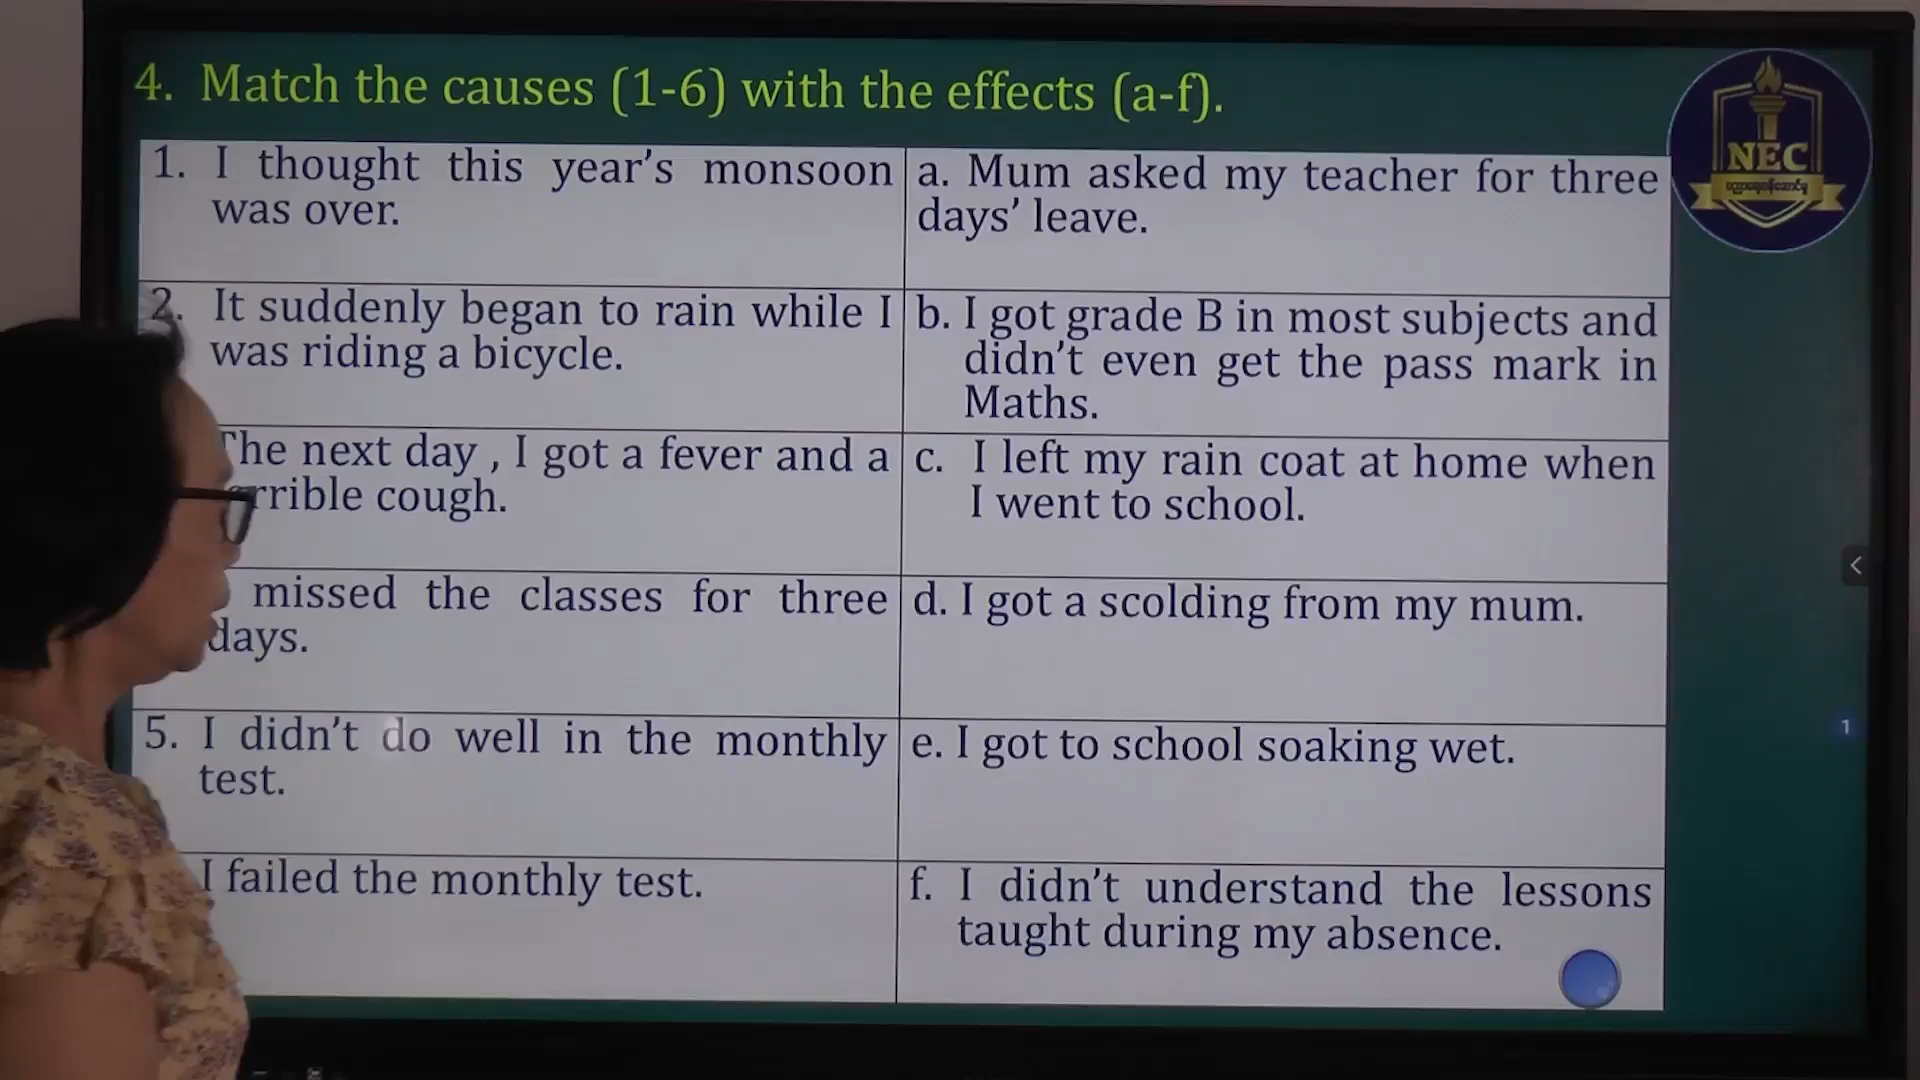 4. Match the causes (1-6) with the effects (a-f).
1. I thought this year's monsoon
was over.
a. Mum asked my teacher for three
days' leave.
2. It suddenly began to rain while I
was riding a bicycle.
b. I got grade B in most subjects and
didn't even get the pass mark in
Maths.
The next day , I got a fever and a
rrible cough.
c. I left my rain coat at home when
I went to school.
missed the classes for three
days.
d. I got a scolding from my mum.
5. I didn't do well in the monthly
test.
e. I got to school soaking wet.
I failed the monthly test.
f. I didn't understand the lessons
taught during my absence.
NEC
1